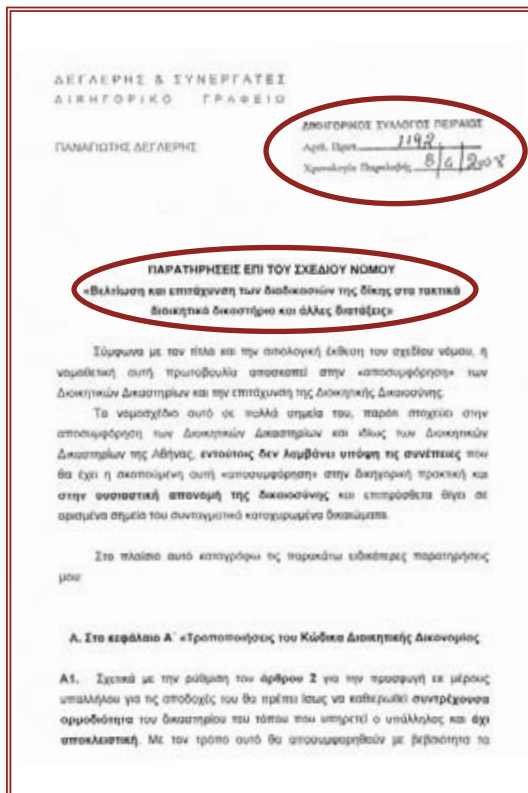 ΔΕΓΛΕΡΗΣ & ΣΥΝΕΡΓΑΤΕΣ
ΔΙΚΗΓΟΡΙΚΟ ΓΡΑΦΕΙΟ
ΠΑΝΑΓΙΩΤΗΣ ΔΕΓΛΕΡΗΣ
ΔΙΚΗΓΟΡΙΚΟΣ ΣΥΛΛΟΓΟΣ ΠΕΙΡΑΙΩΣ
Αριθ. Πρωτ. 1192
Χρονολογία Παραλαβής 8/4/2008
ΠΑΡΑΤΗΡΗΣΕΙΣ ΕΠΙ ΤΟΥ ΣΧΕΔΙΟΥ ΝΟΜΟΥ
«Βελτίωση και επιτάχυνση των διαδικασιών της δίκης στα τακτικά
διοικητικά δικαστήρια και άλλες διατάξεις»
Σύμφωνα με τον τίτλο και την αιτιολογική έκθεση του σχεδίου νόμου, η
νομοθετική αυτή πρωτοβουλία αποσκοπεί στην «αποσυμφόρηση» των
Διοικητικών Δικαστηρίων και την επιτάχυνση της Διοικητικής Δικαιοσύνης.
Το νομοσχέδιο αυτό σε πολλά σημεία του, παρότι στοχεύει στην
αποσυμφόρηση των Διοικητικών Δικαστηρίων και ιδίως των Διοικητικών
Δικαστηρίων της Αθήνας, εντούτοις δεν λαμβάνει υπόψη τις συνέπειες που
θα έχει η σκοπούμενη αυτή «αποσυμφόρηση» στην δικηγορική πρακτική και
στην ουσιαστική απονομή της δικαιοσύνης και επιπρόσθετα θίγει σε
ορισμένα σημεία του συνταγματικά κατοχυρωμένα δικαιώματα.
Στο πλαίσιο αυτό καταγράφω τις παρακάτω ειδικότερες παρατηρήσεις
μου:
Α. Στο κεφάλαιο Α΄ «Τροποποιήσεις του Κώδικα Διοικητικής Δικονομίας
Α1. Σχετικά με την ρύθμιση του άρθρου 2 για την προσφυγή εκ μέρους
υπαλλήλου για τις αποδοχές του θα πρέπει ίσως να καθιερωθεί συντρέχουσα
αρμοδιότητα του δικαστηρίου του τόπου που υπηρετεί ο υπάλληλος και όχι
αποκλειστική. Με τον τρόπο αυτό θα αποσυμφορηθούν με βεβαιότητα τα